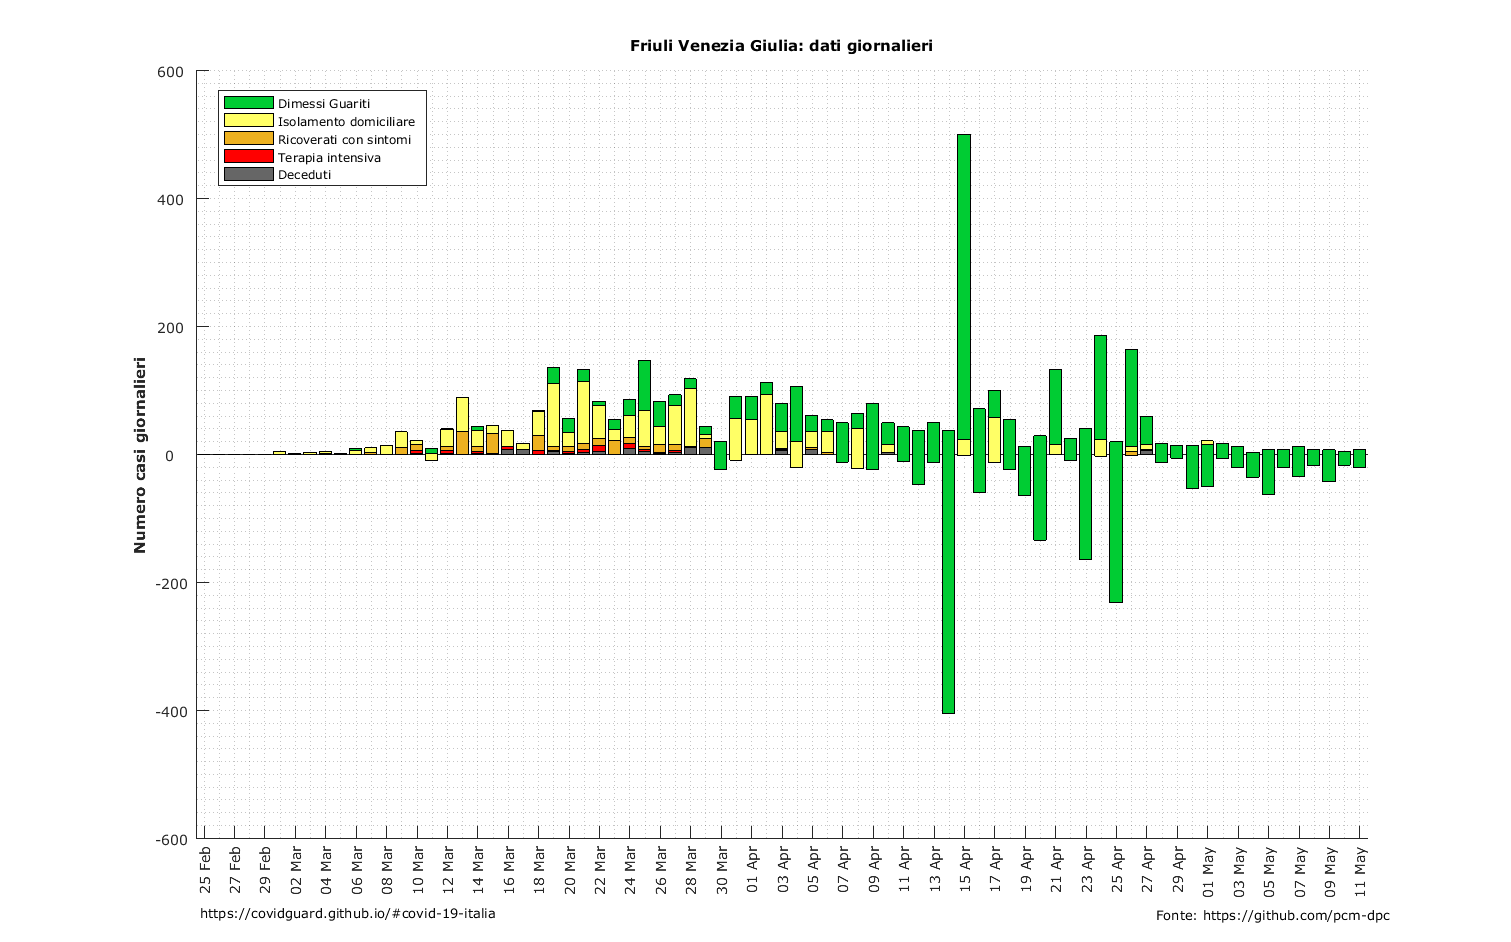 Friuli Venezia Giulia: dati giornalieri
600
400
200
0
-200
-400
-600
Numero casi giornalieri
Dimessi Guariti
Isolamento domiciliare
Ricoverati con sintomi
Terapia intensiva
Deceduti
25 Feb
27 Feb
29 Feb
02 Mar
04 Mar
06 Mar
08 Mar
10 Mar
12 Mar
14 Mar
16 Mar
18 Mar
20 Mar
22 Mar
24 Mar
26 Mar
28 Mar
30 Mar
01 Apr
03 Apr
05 Apr
07 Apr
09 Apr
11 Apr
13 Apr
15 Apr
17 Apr
19 Apr
21 Apr
23 Apr
25 Apr
27 Apr
29 Apr
01 May
03 May
05 May
07 May
09 May
11 May
https://covidguard.github.io/#covid-19-italia
Fonte: https://github.com/pcm-dpc